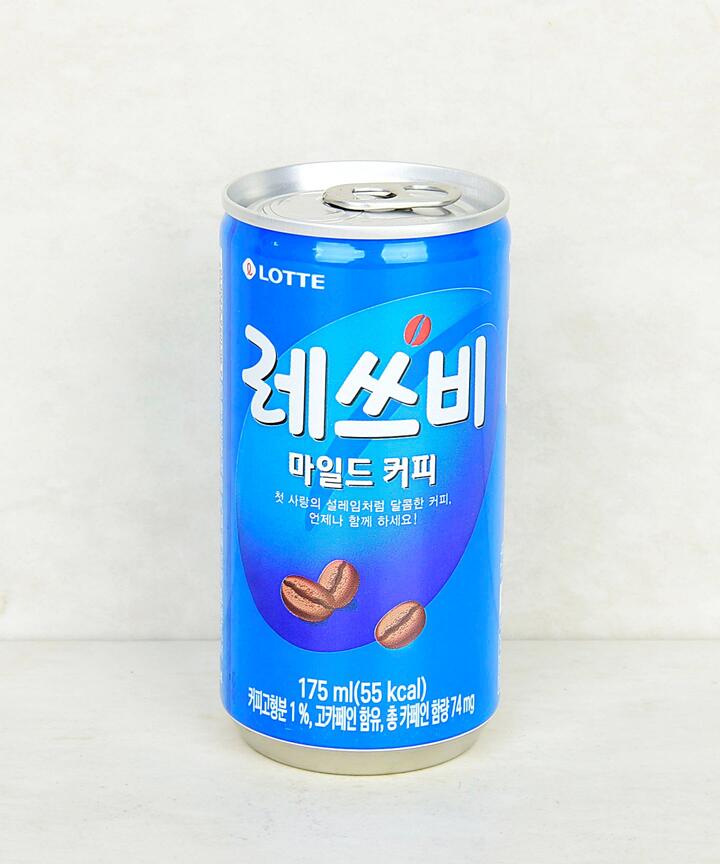 LOTTE
레쓰비
마일드 커피
첫 사랑의 설레임처럼 달콤한 커피,
언제나 함께 하세요!
175 ml(55 kcal)
커피고형분 1 %, 고카페인 함유, 총 카페인 함량 74 mg